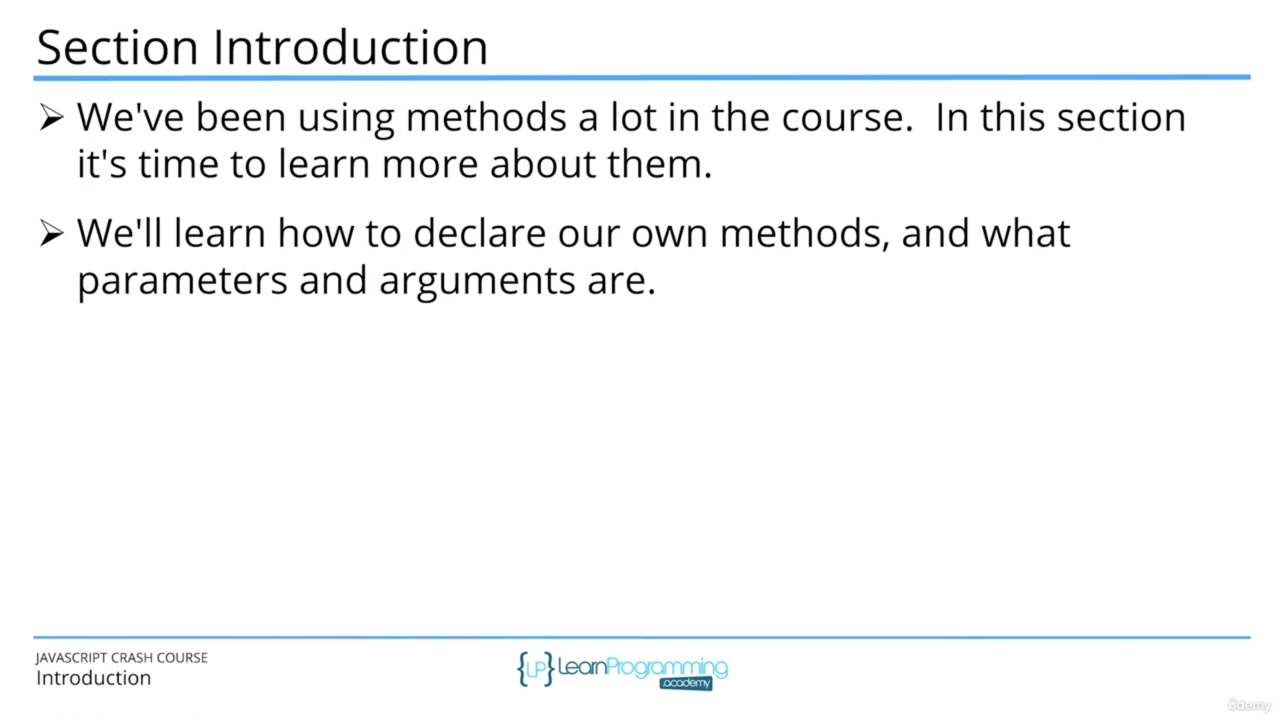 Section Introduction
We've been using methods a lot in the course. In this section
it's time to learn more about them.
We'll learn how to declare our own methods, and what
parameters and arguments are.
JAVASCRIPT CRASH COURSE
Introduction
{LP} LearnProgramming
.academy
ûdemy